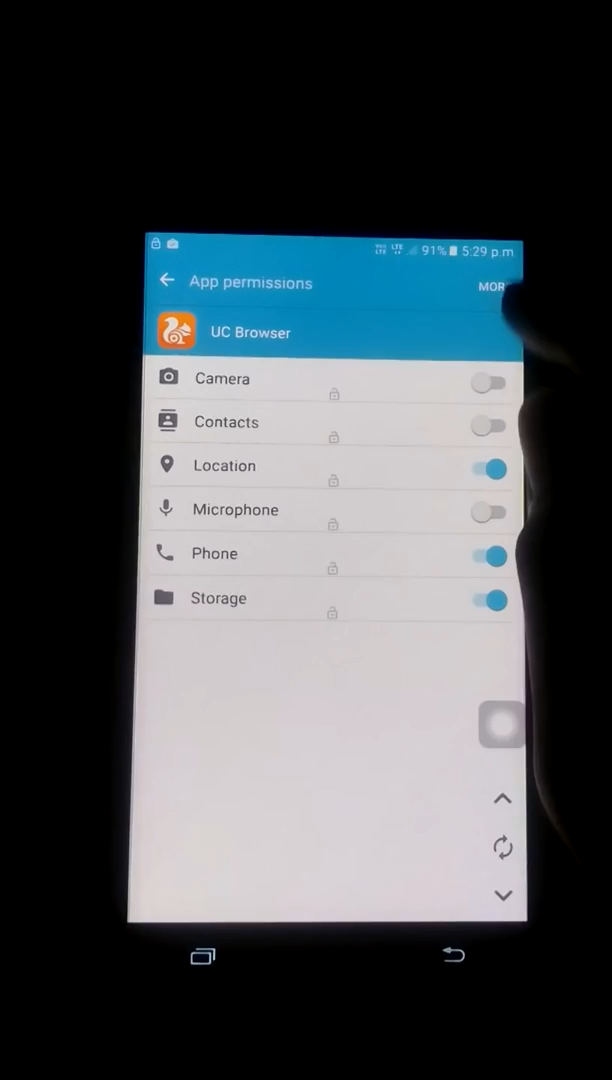 91% 5:29 p.m
App permissions
UC Browser
Camera
Contacts
Location
Microphone
Phone
Storage